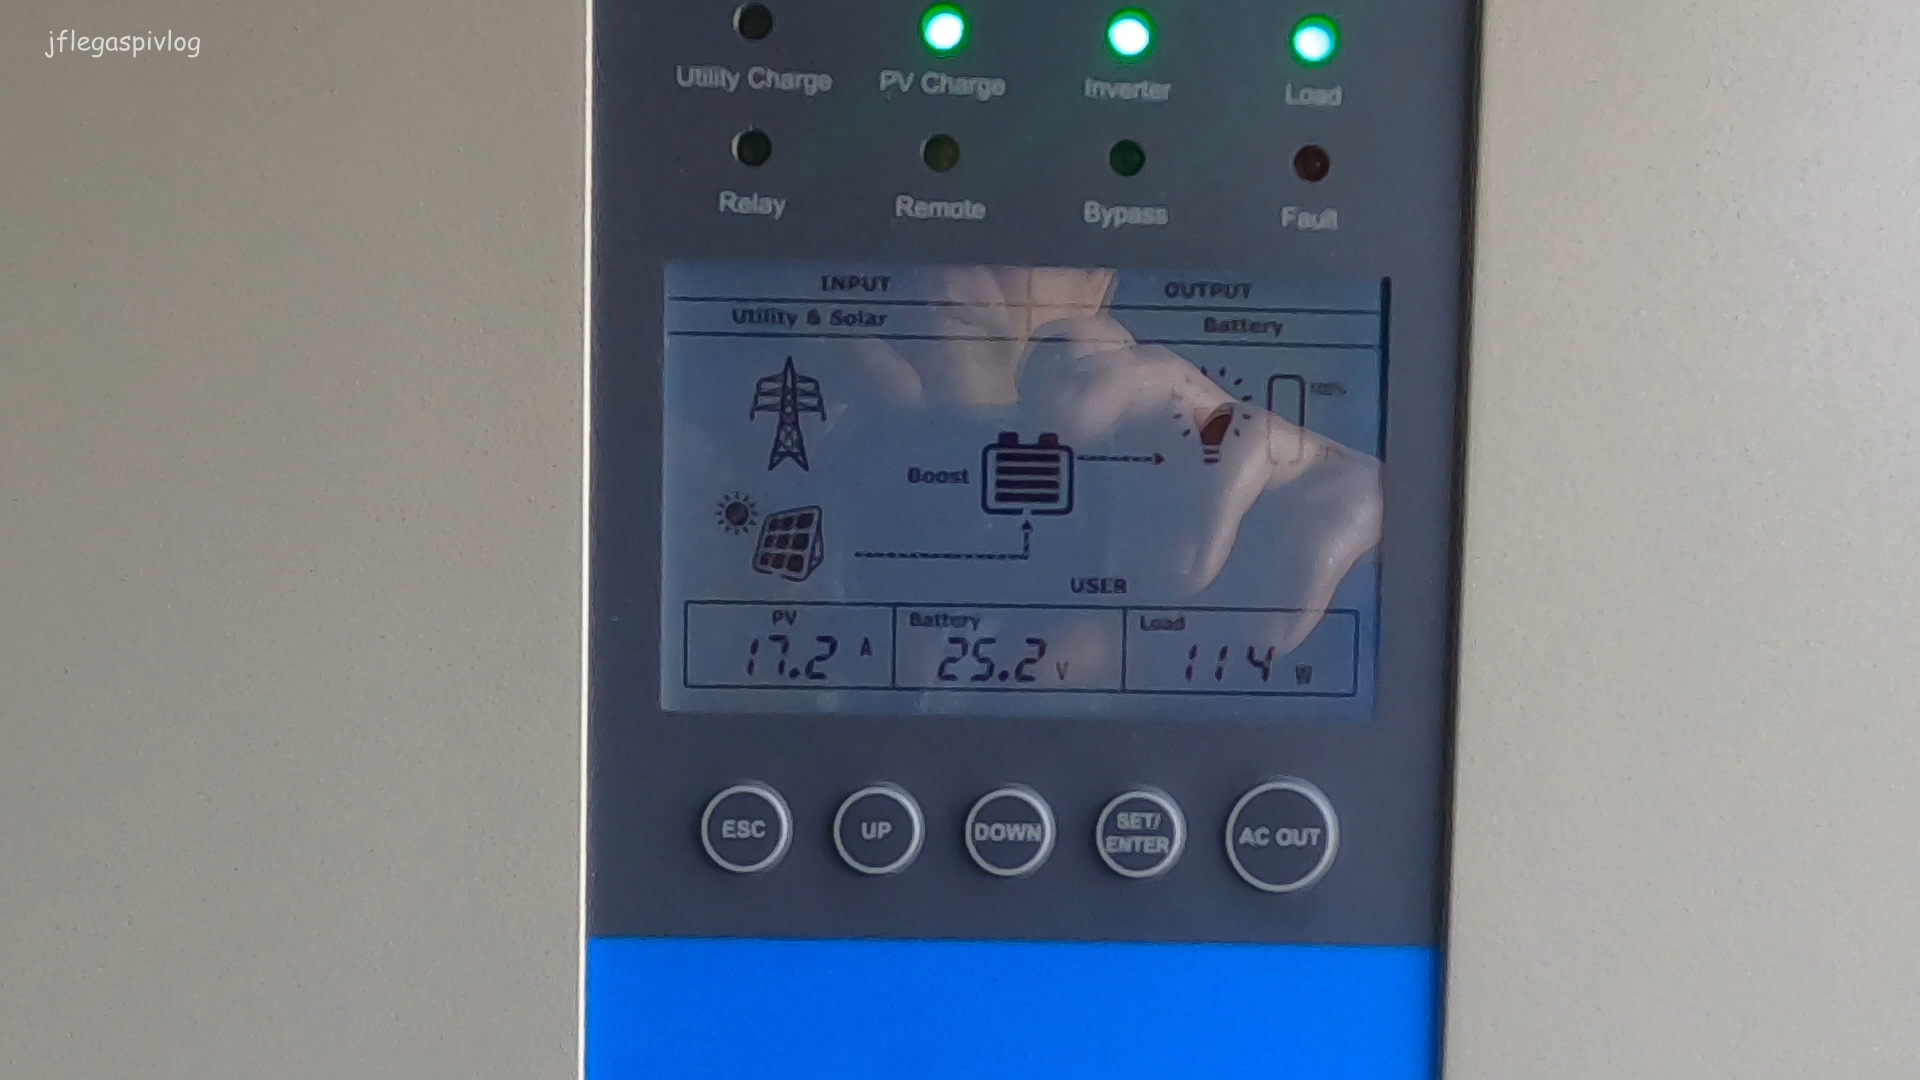 jflegaspivlog
Utility Charge PV Charge Inverter Load
Relay Remote Bypass Fault
INPUT OUTPUT
Utility & Solar Battery
100%
Boost
USER
PV Battery Load
17.2 A 25.2 V 114 W
ESC UP DOWN SET/ ENTER AC OUT